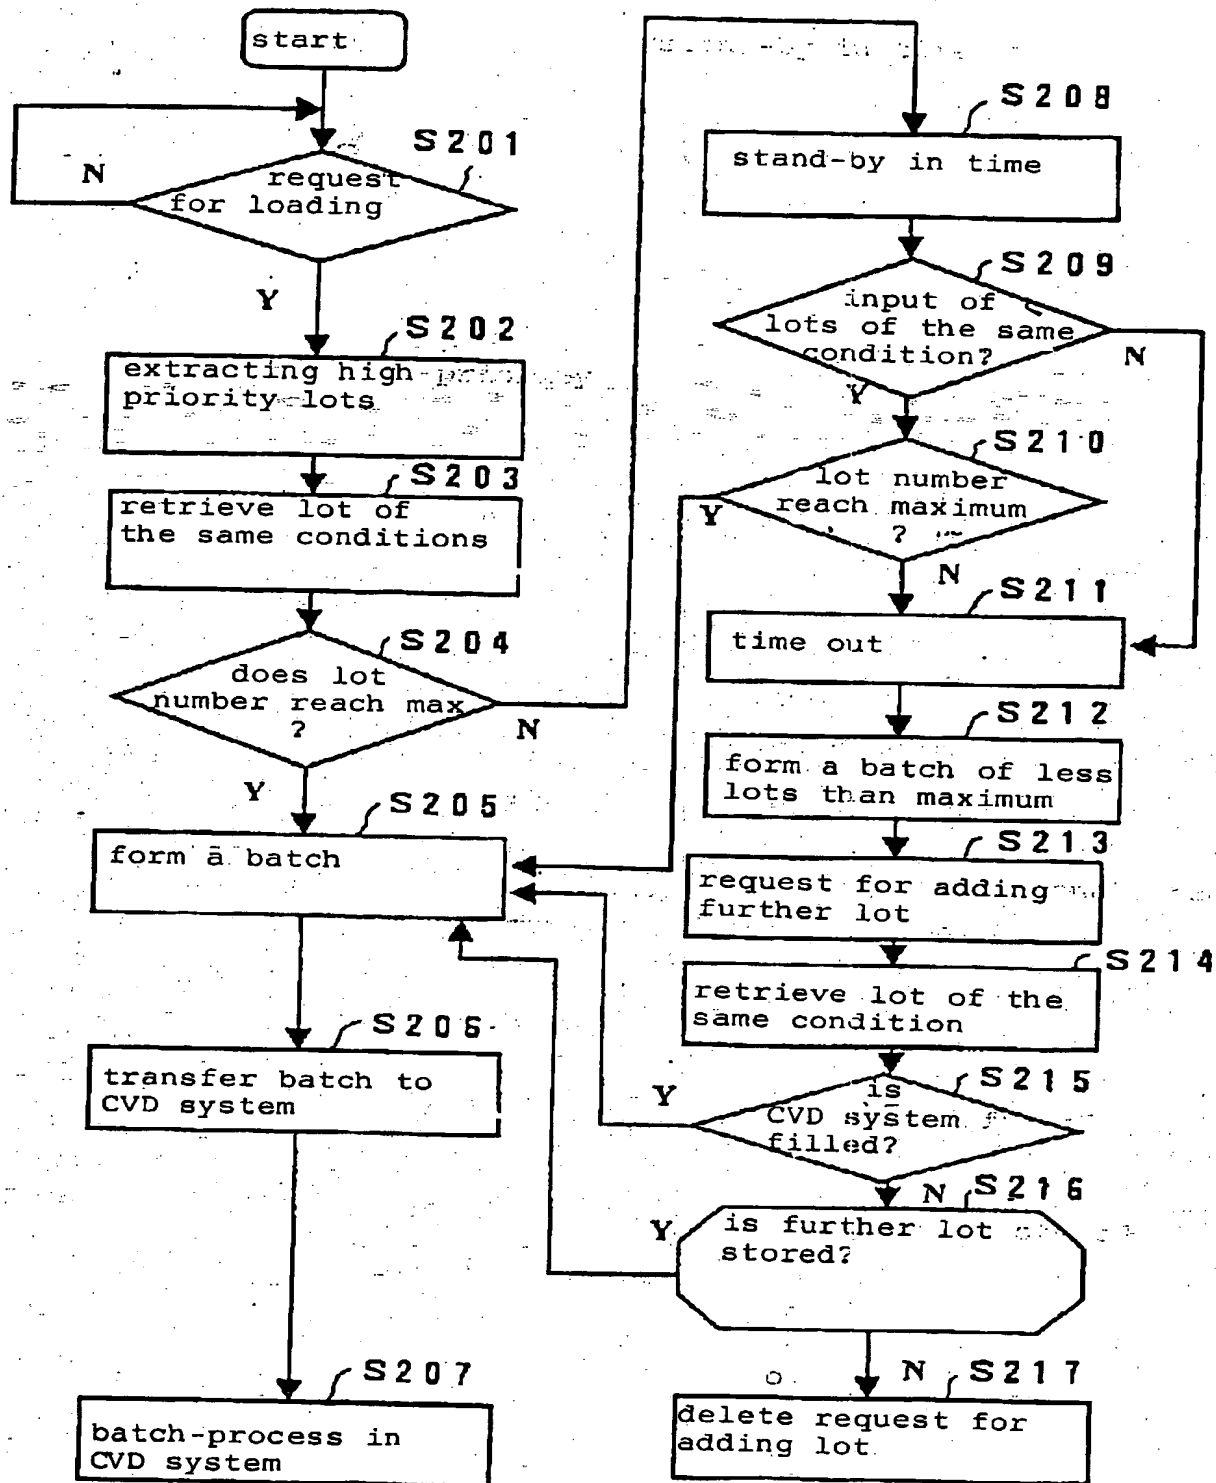 start
S201
N
request
for loading
Y
S202
extracting high
priority lots
S203
retrieve lot of
the same conditions
S204
does lot
number reach max
?
N
Y
S205
form a batch
S206
transfer batch to
CVD system
S207
batch-process in
CVD system
S208
stand-by in time
S209
input of
lots of the same
condition?
N
Y
S210
lot number
reach maximum
?
Y
N
S211
time out
S212
form a batch of less
lots than maximum
S213
request for adding
further lot
S214
retrieve lot of the
same condition
S215
is
CVD system
filled?
Y
N
S216
is further lot
stored?
Y
N
S217
delete request for
adding lot